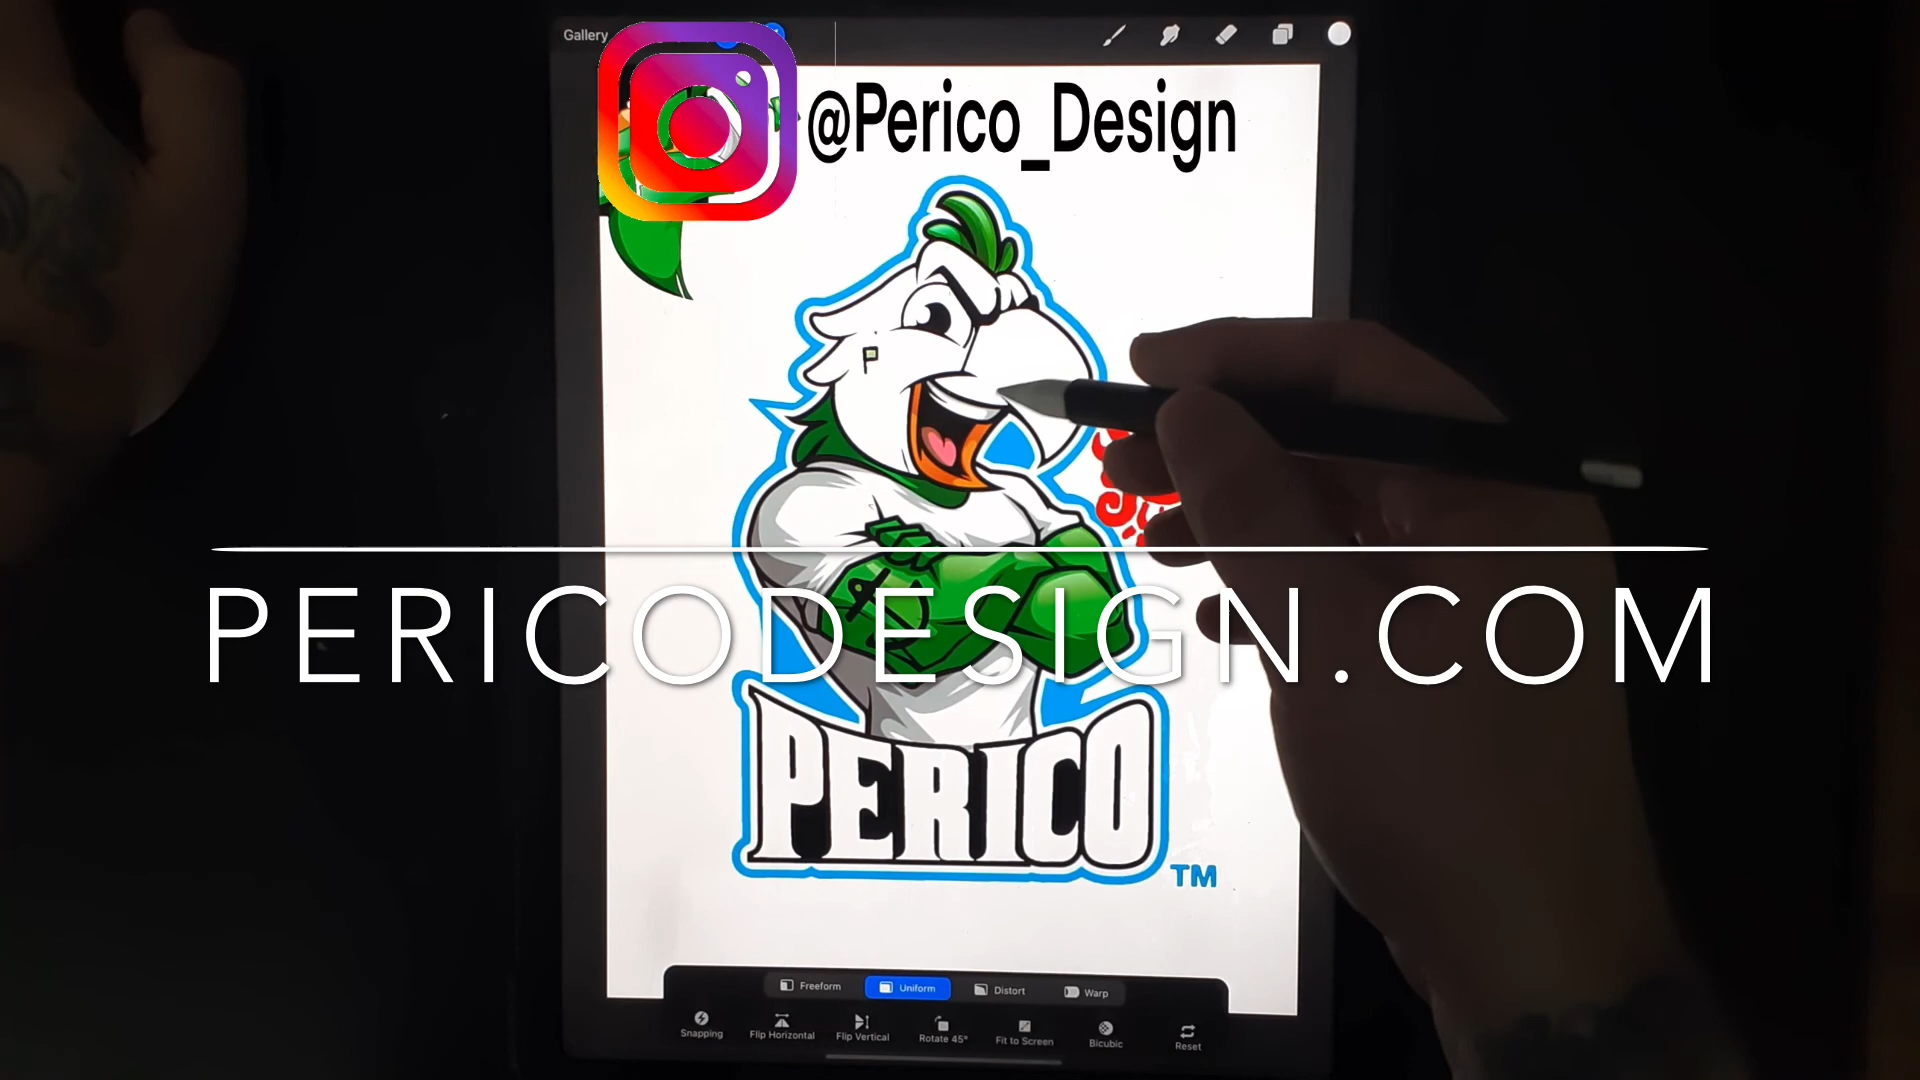 Gallery
@Perico_Design
PERICODESIGN.COM
PERICO
TM
Freeform Uniform Distort Warp
Snapping Flip Horizontal Flip Vertical Rotate 45° Fit to Screen Bicubic Reset